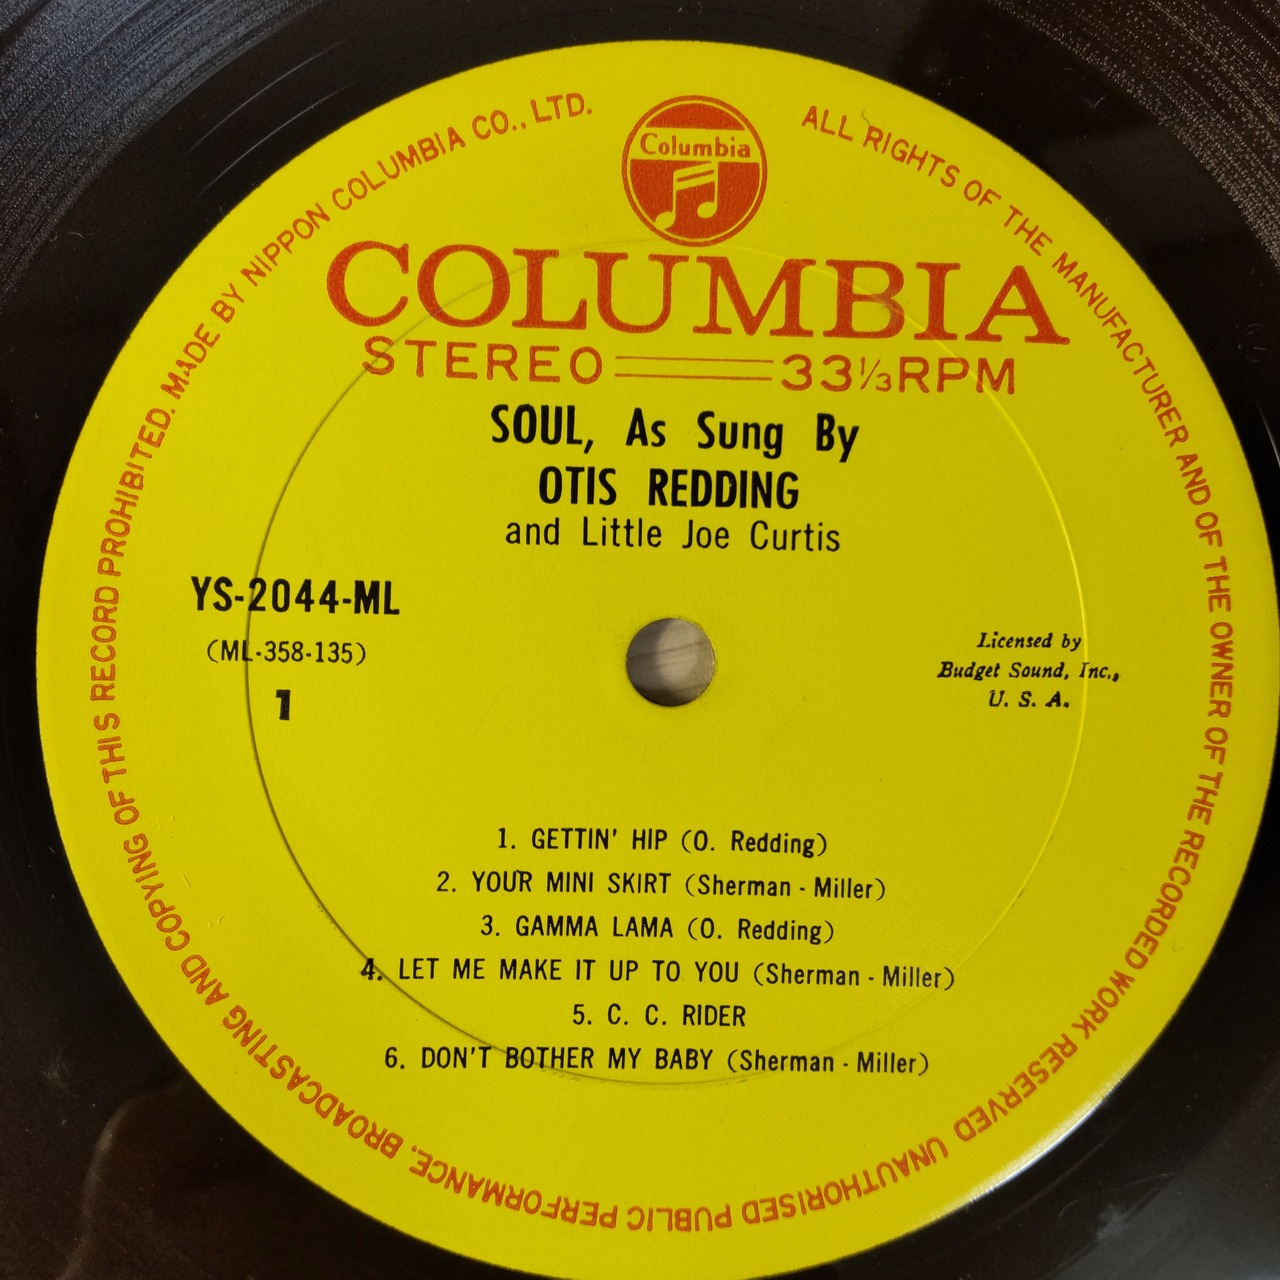 MADE BY NIPPON COLUMBIA CO., LTD.
ALL RIGHTS OF THE MANUFACTURER AND OF THE OWNER OF THE RECORDED WORK RESERVED UNAUTHORISED PUBLIC PERFORMANCE. BROADCASTING AND COPYING OF THIS RECORD PROHIBITED.
Columbia
COLUMBIA
STEREO 33⅓RPM
SOUL, As Sung By
OTIS REDDING
and Little Joe Curtis
YS-2044-ML
(ML-358-135)
1
Licensed by
Budget Sound, Inc.,
U. S. A.
1. GETTIN' HIP (O. Redding)
2. YOUR MINI SKIRT (Sherman - Miller)
3. GAMMA LAMA (O. Redding)
4. LET ME MAKE IT UP TO YOU (Sherman - Miller)
5. C. C. RIDER
6. DON'T BOTHER MY BABY (Sherman - Miller)